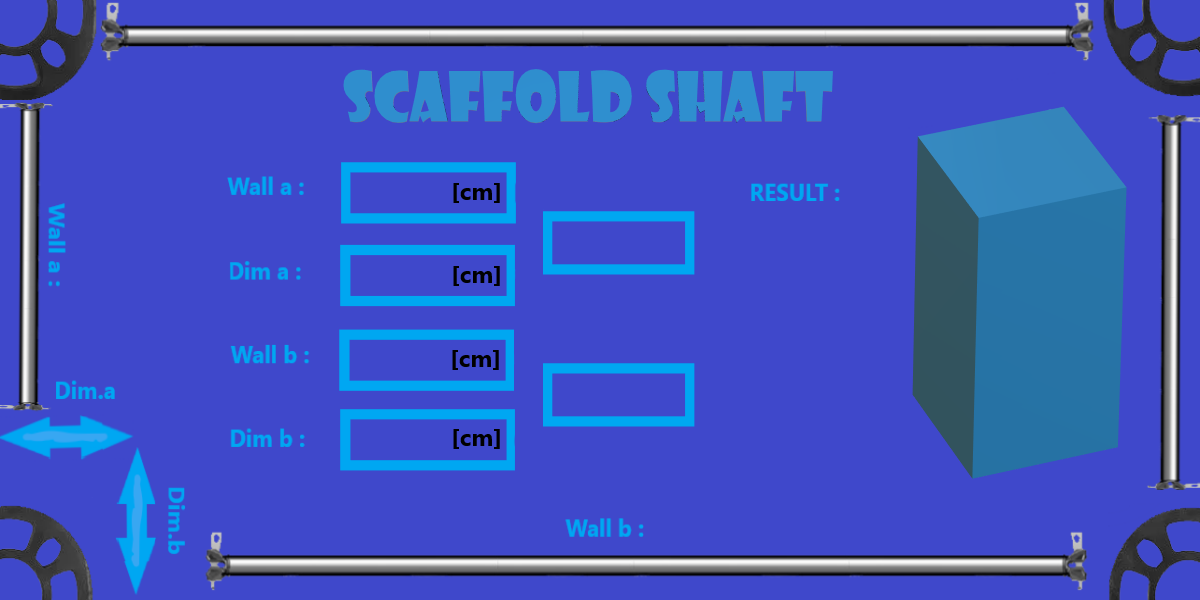 SCAFFOLD SHAFT
Wall a :
[cm]
RESULT :
Wall a :
Dim a :
[cm]
Wall b :
[cm]
Dim.a
Dim b :
[cm]
Dim.b
Wall b :